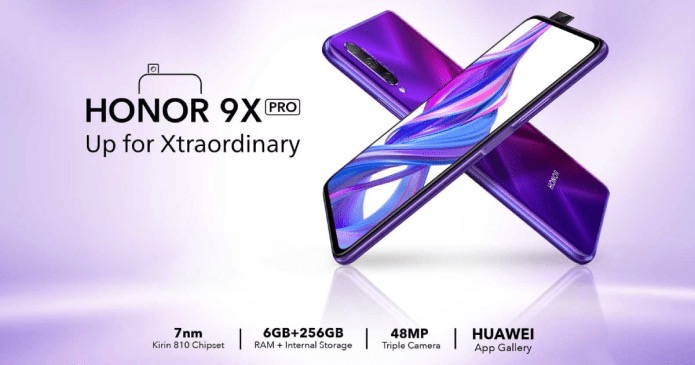 HONOR 9X PRO
Up for Xtraordinary
HONOR
7nm
Kirin 810 Chipset
6GB+256GB
RAM + Internal Storage
48MP
Triple Camera
HUAWEI
App Gallery